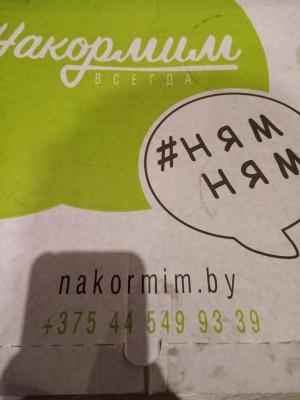 Накормим
ВСЕГДА
#НЯМ
НЯМ
nakormim.by
+375 44 549 93 39